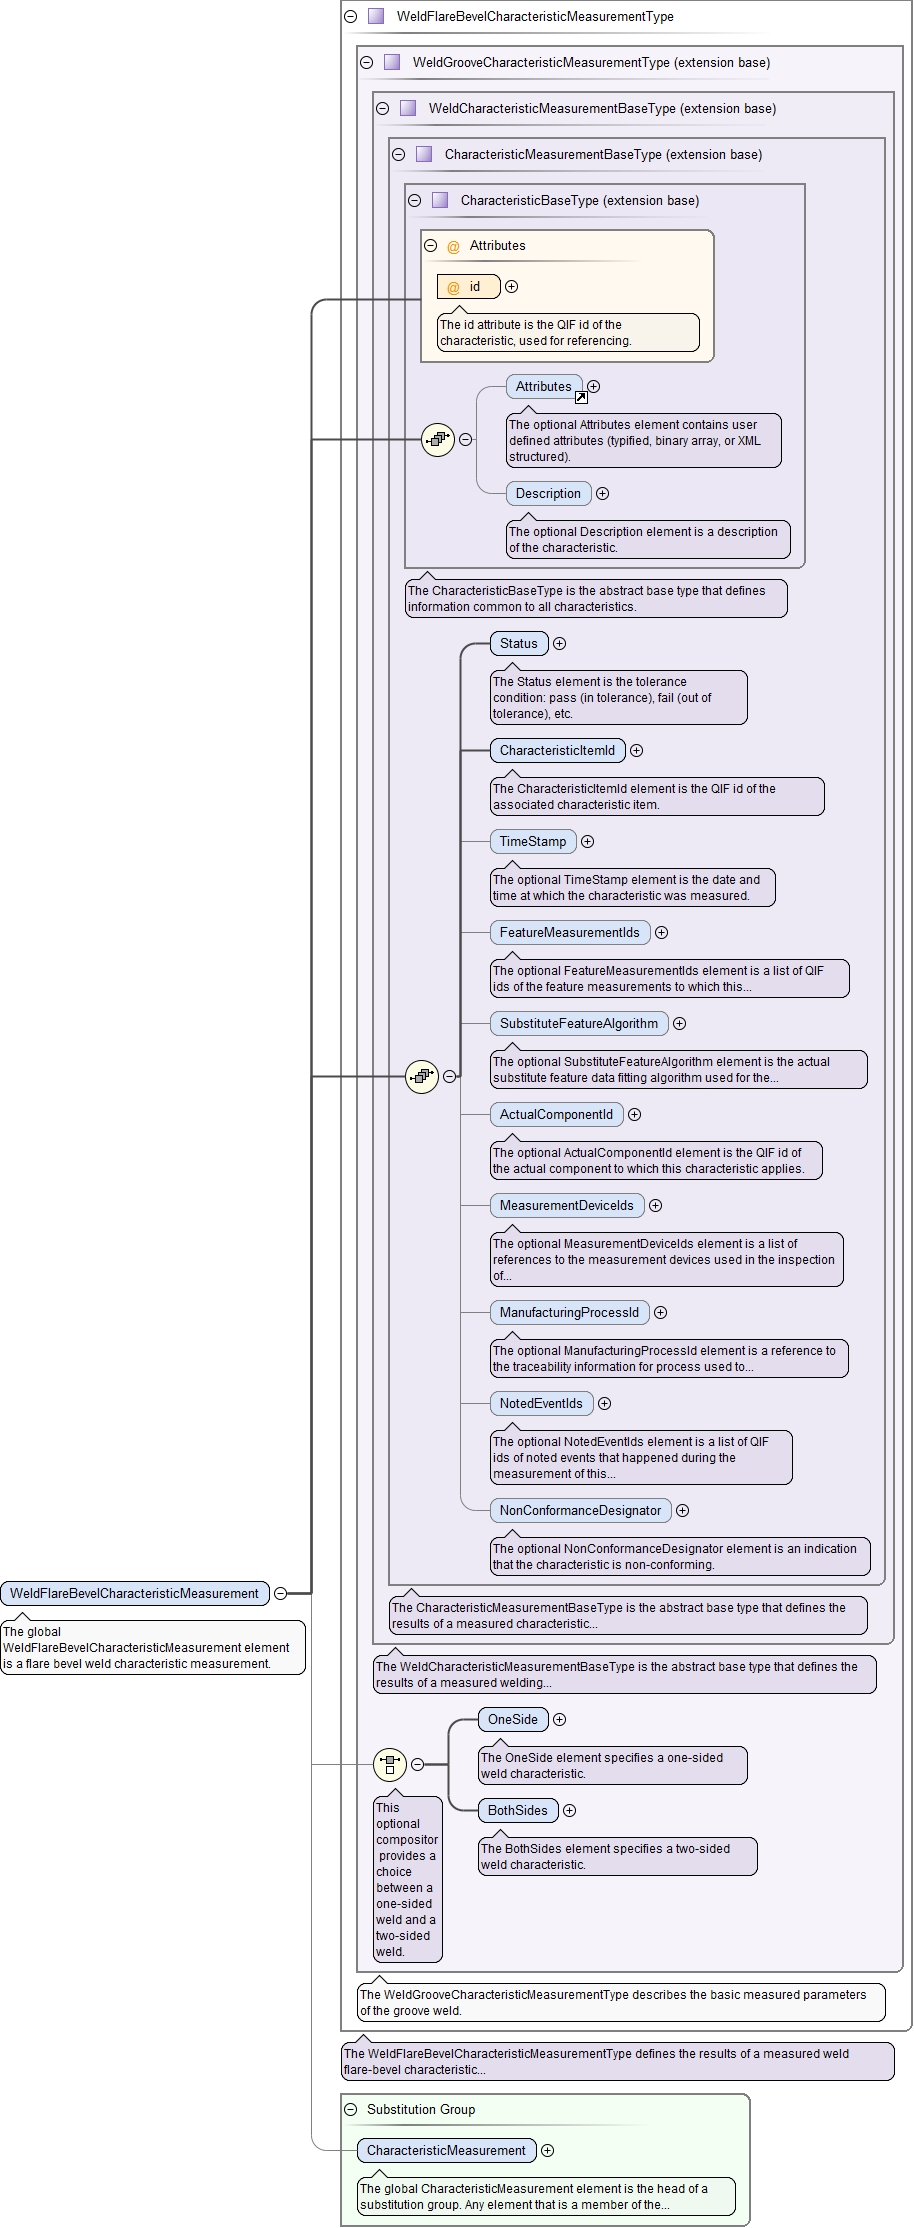 WeldFlareBevelCharacteristicMeasurementType
WeldGrooveCharacteristicMeasurementType (extension base)
WeldCharacteristicMeasurementBaseType (extension base)
CharacteristicMeasurementBaseType (extension base)
CharacteristicBaseType (extension base)
@ Attributes
@ id
The id attribute is the QIF id of the
characteristic, used for referencing.
Attributes
The optional Attributes element contains user
defined attributes (typified, binary array, or XML
structured).
Description
The optional Description element is a description
of the characteristic.
The CharacteristicBaseType is the abstract base type that defines
information common to all characteristics.
Status
The Status element is the tolerance
condition: pass (in tolerance), fail (out of
tolerance), etc.
CharacteristicItemId
The CharacteristicItemId element is the QIF id of the
associated characteristic item.
TimeStamp
The optional TimeStamp element is the date and
time at which the characteristic was measured.
FeatureMeasurementIds
The optional FeatureMeasurementIds element is a list of QIF
ids of the feature measurements to which this...
SubstituteFeatureAlgorithm
The optional SubstituteFeatureAlgorithm element is the actual
substitute feature data fitting algorithm used for the...
ActualComponentId
The optional ActualComponentId element is the QIF id of
the actual component to which this characteristic applies.
MeasurementDeviceIds
The optional MeasurementDeviceIds element is a list of
references to the measurement devices used in the inspection
of...
ManufacturingProcessId
The optional ManufacturingProcessId element is a reference to
the traceability information for process used to...
NotedEventIds
The optional NotedEventIds element is a list of QIF
ids of noted events that happened during the
measurement of this...
NonConformanceDesignator
The optional NonConformanceDesignator element is an indication
that the characteristic is non-conforming.
WeldFlareBevelCharacteristicMeasurement
The global
WeldFlareBevelCharacteristicMeasurement element
is a flare bevel weld characteristic measurement.
The CharacteristicMeasurementBaseType is the abstract base type that defines the
results of a measured characteristic...
The WeldCharacteristicMeasurementBaseType is the abstract base type that defines the
results of a measured welding...
OneSide
The OneSide element specifies a one-sided
weld characteristic.
BothSides
The BothSides element specifies a two-sided
weld characteristic.
This
optional
compositor
provides a
choice
between a
one-sided
weld and a
two-sided
weld.
The WeldGrooveCharacteristicMeasurementType describes the basic measured parameters
of the groove weld.
The WeldFlareBevelCharacteristicMeasurementType defines the results of a measured weld
flare-bevel characteristic...
Substitution Group
CharacteristicMeasurement
The global CharacteristicMeasurement element is the head of a
substitution group. Any element that is a member of the...